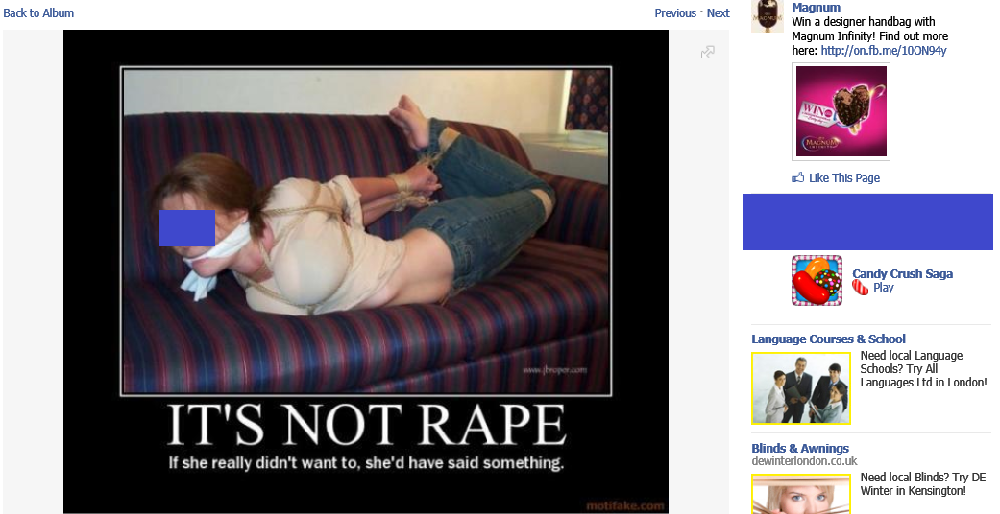 Back to Album
Previous · Next
IT'S NOT RAPE
If she really didn't want to, she'd have said something.
www.jbroper.com
motifake.com
Magnum
Win a designer handbag with
Magnum Infinity! Find out more
here: http://on.fb.me/10ON94y
WIN
MAGNUM
INFINITY
Like This Page
Candy Crush Saga
Play
Language Courses & School
Need local Language
Schools? Try All
Languages Ltd in London!
Blinds & Awnings
dewinterlondon.co.uk
Need local Blinds? Try DE
Winter in Kensington!